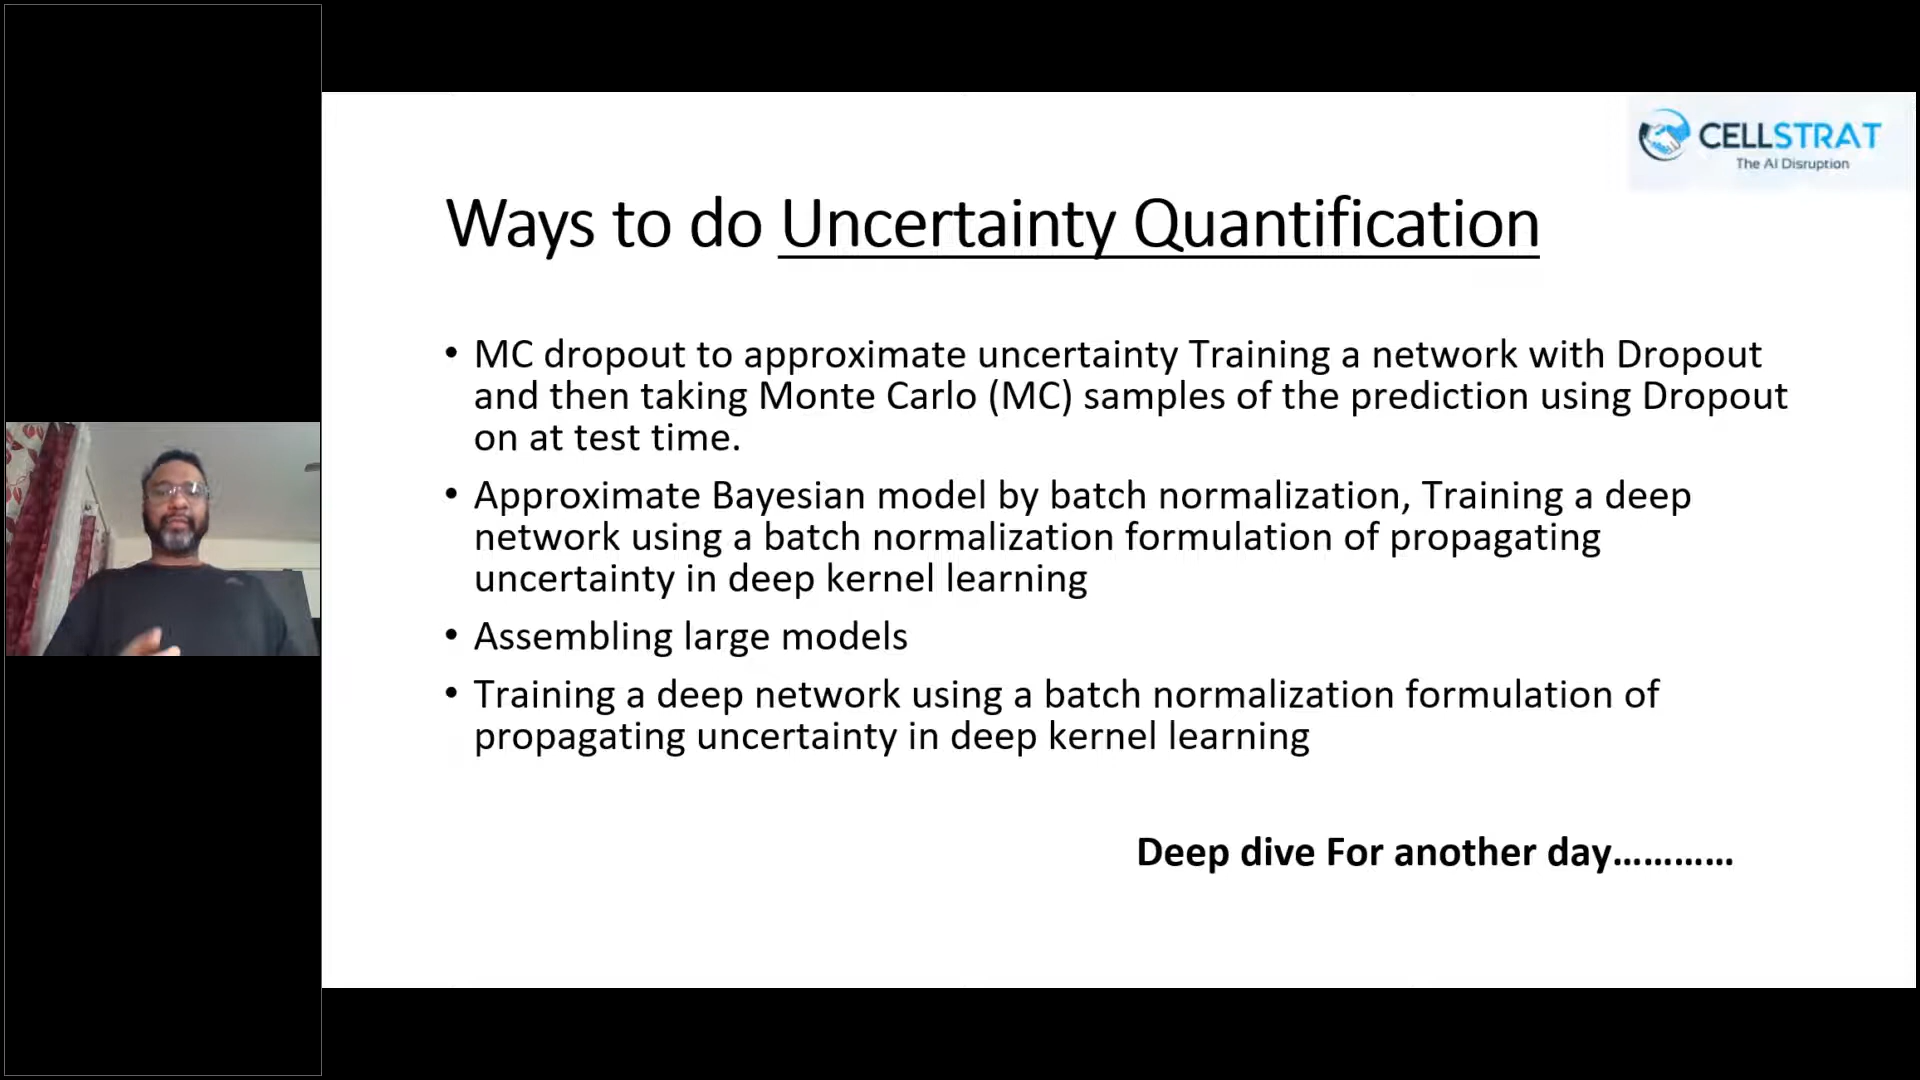 CELLSTRAT
The AI Disruption
Ways to do Uncertainty Quantification
• MC dropout to approximate uncertainty Training a network with Dropout
and then taking Monte Carlo (MC) samples of the prediction using Dropout
on at test time.
• Approximate Bayesian model by batch normalization, Training a deep
network using a batch normalization formulation of propagating
uncertainty in deep kernel learning
• Assembling large models
• Training a deep network using a batch normalization formulation of
propagating uncertainty in deep kernel learning
Deep dive For another day…………